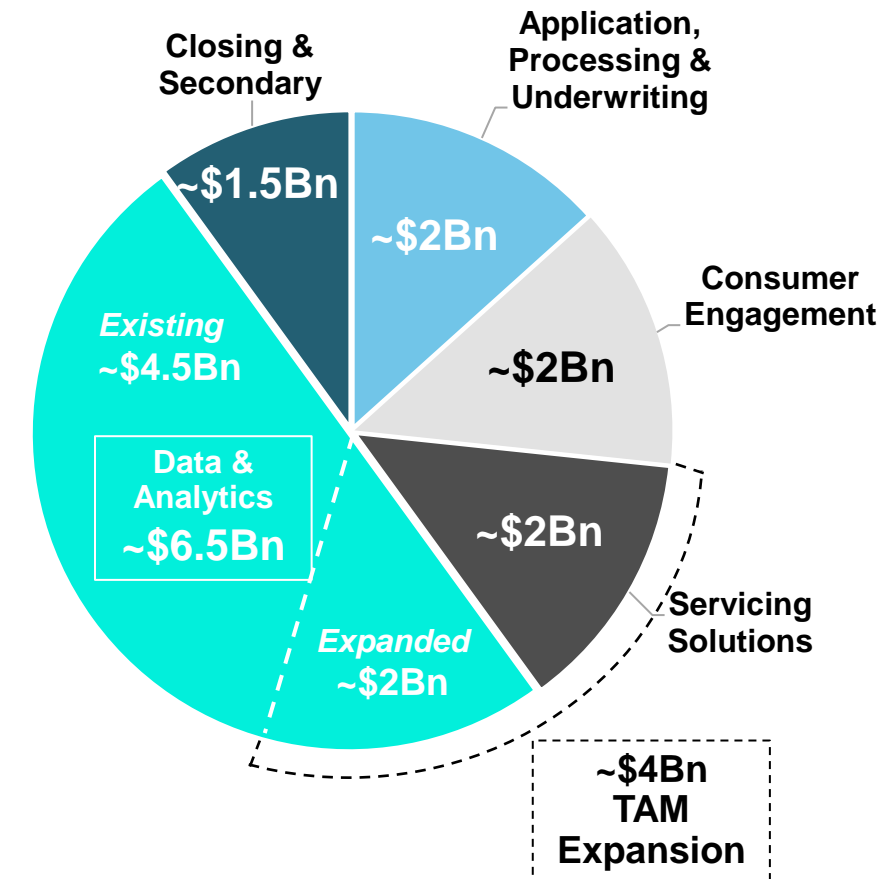 Application,
Processing &
Underwriting
Closing &
Secondary
~$1.5Bn
~$2Bn
Consumer
Engagement
~$2Bn
Existing
~$4.5Bn
Data &
Analytics
~$6.5Bn
~$2Bn
Servicing
Solutions
Expanded
~$2Bn
~$4Bn
TAM
Expansion